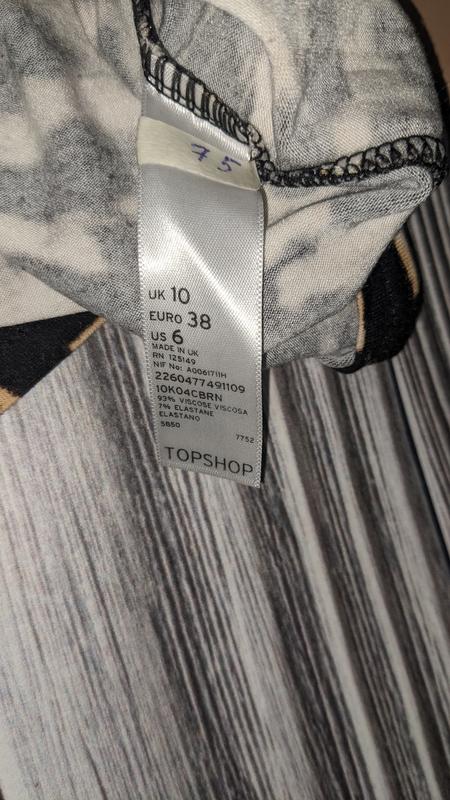 75
UK 10
EURO 38
US 6
MADE IN UK
RN 125149
NIF No: A0061711H
2260477491109
10K04CBRN
93% VISCOSE VISCOSA
7% ELASTANE
ELASTANO
5850
7752
TOPSHOP